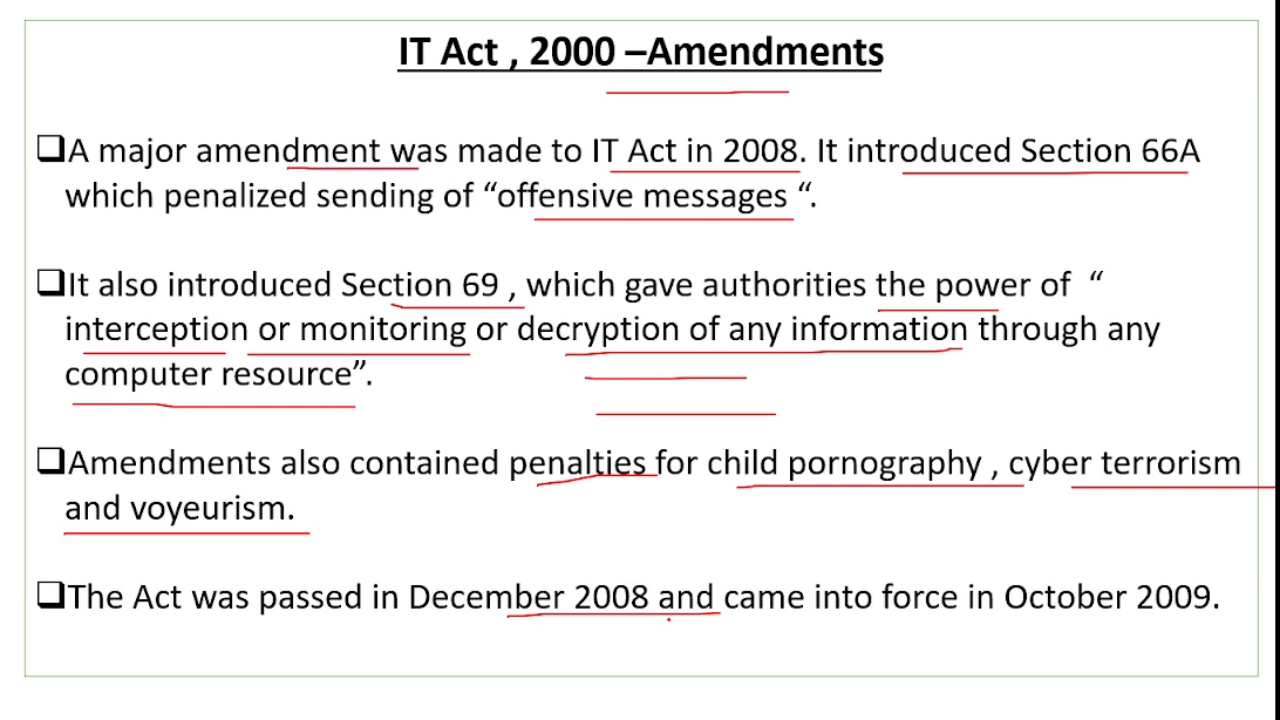 IT Act , 2000 –Amendments
❑A major amendment was made to IT Act in 2008. It introduced Section 66A
which penalized sending of “offensive messages “.
❑It also introduced Section 69 , which gave authorities the power of “
interception or monitoring or decryption of any information through any
computer resource”.
❑Amendments also contained penalties for child pornography , cyber terrorism
and voyeurism.
❑The Act was passed in December 2008 and came into force in October 2009.